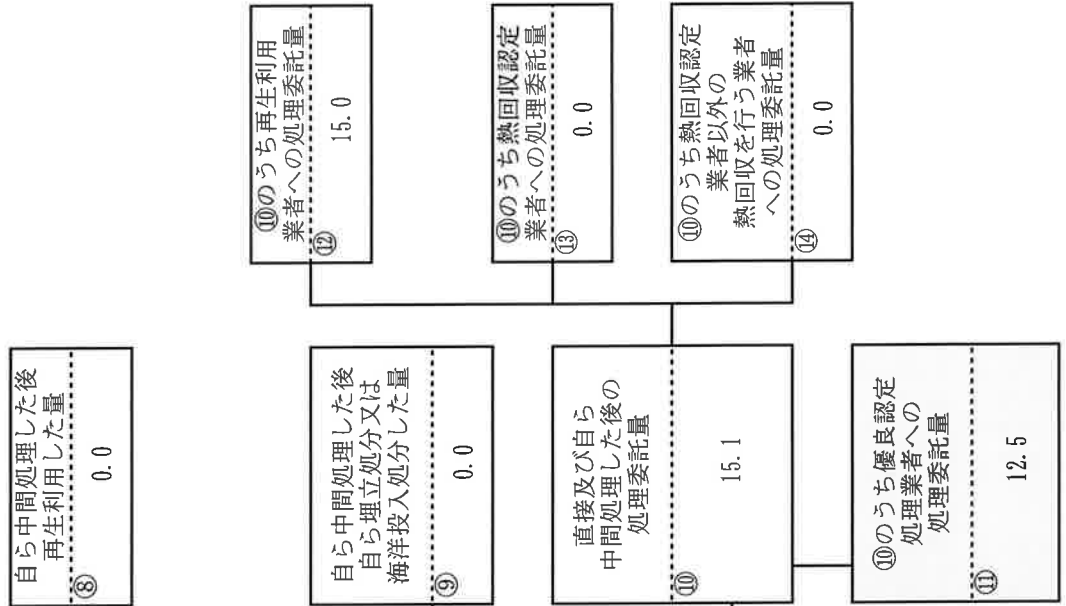 自ら中間処理した後
再生利用した量
⑧
0.0
自ら中間処理した後
自ら埋立処分又は
海洋投入処分した量
⑨
0.0
直接及び自ら
中間処理した後の
処理委託量
⑩
15.1
⑩のうち優良認定
処理業者への
処理委託量
⑪
12.5
⑩のうち再生利用
業者への処理委託量
⑫
15.0
⑩のうち熱回収認定
業者への処理委託量
⑬
0.0
⑩のうち熱回収認定
業者以外の
熱回収を行う業者
への処理委託量
⑭
0.0